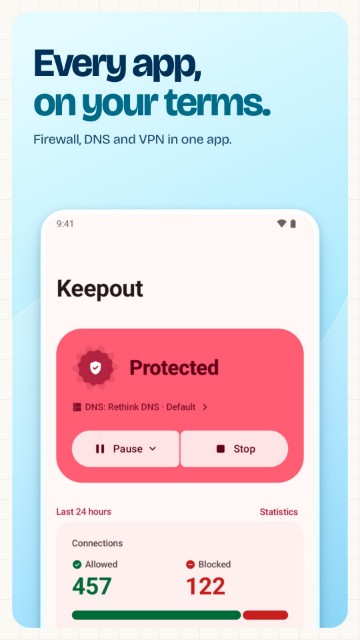 Every app,
on your terms.
Firewall, DNS and VPN in one app.
9:41
Keepout
Protected
DNS: Rethink DNS · Default
Pause
Stop
Last 24 hours
Statistics
Connections
Allowed
Blocked
457
122